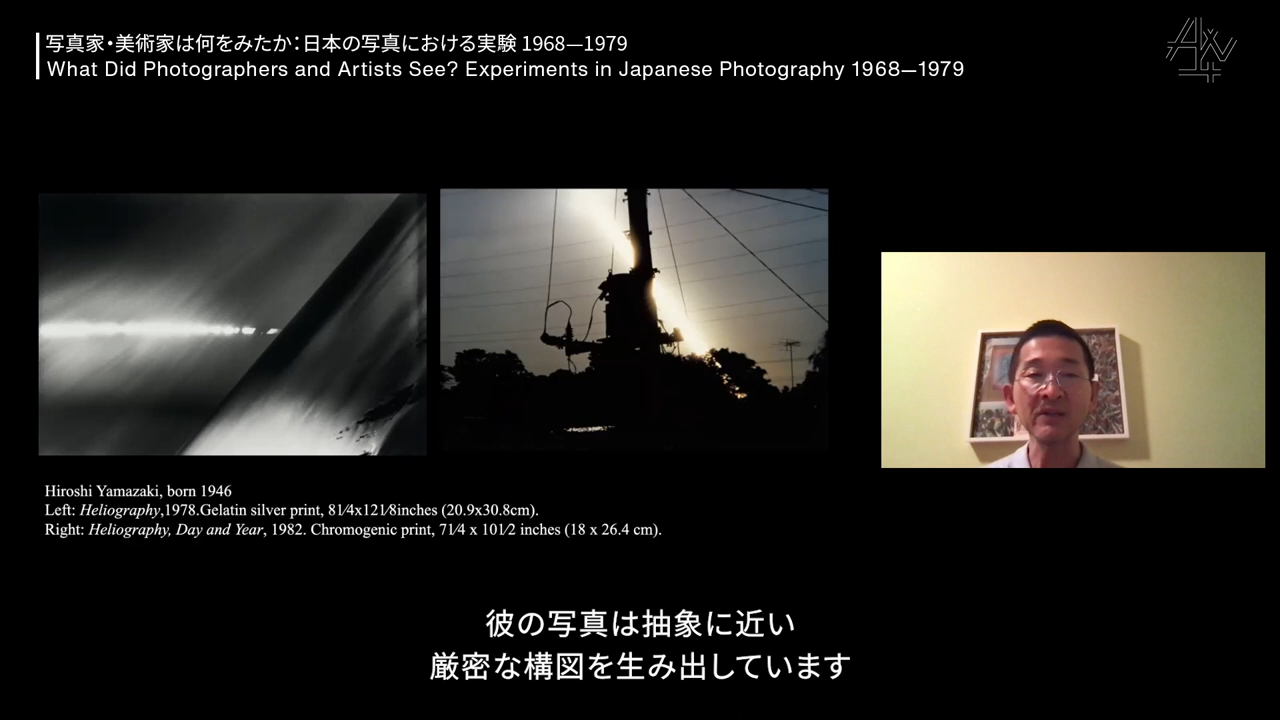 写真家・美術家は何をみたか：日本の写真における実験 1968—1979
What Did Photographers and Artists See? Experiments in Japanese Photography 1968—1979
Hiroshi Yamazaki, born 1946
Left: Heliography,1978.Gelatin silver print, 81⁄4x121⁄8inches (20.9x30.8cm).
Right: Heliography, Day and Year, 1982. Chromogenic print, 71⁄4 x 101⁄2 inches (18 x 26.4 cm).
彼の写真は抽象に近い
厳密な構図を生み出しています